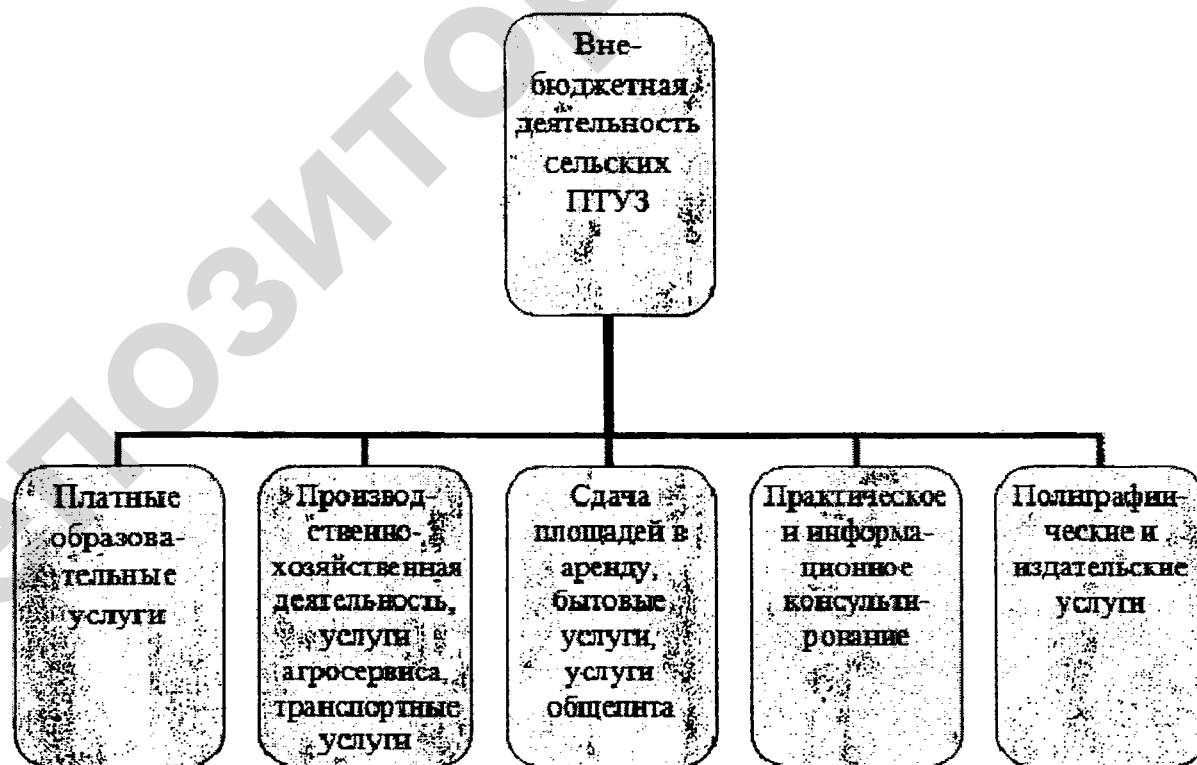 Вне-
бюджетная
деятельность
сельских
ПТУЗ
Платные
образова-
тельные
услуги
Производ-
ственно-
хозяйственная
деятельность,
услуги
агросервиса,
транспортные
услуги
Сдача
площадей в
аренду,
бытовые
услуги,
услуги
общепита
Практическое
и информа-
ционное
консульти-
рование
Полиграфи-
ческие и
издательские
услуги